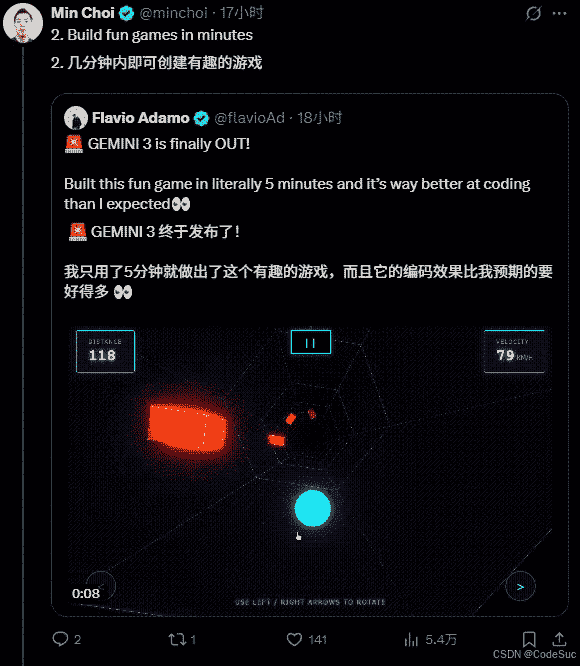 Min Choi @minchoi · 17小时
2. Build fun games in minutes
2. 几分钟内即可创建有趣的游戏
Flavio Adamo @flavioAd · 18小时
🚨 GEMINI 3 is finally OUT!
Built this fun game in literally 5 minutes and it's way better at coding
than I expected👀
🚨 GEMINI 3 终于发布了!
我只用了5分钟就做出了这个有趣的游戏，而且它的编码效果比我预期的要
好得多 👀
DISTANCE
118
VELOCITY
79 KM/H
0:08
USE LEFT / RIGHT ARROWS TO ROTATE
>
2 1 141 5.4万
CSDN @CodeSuc